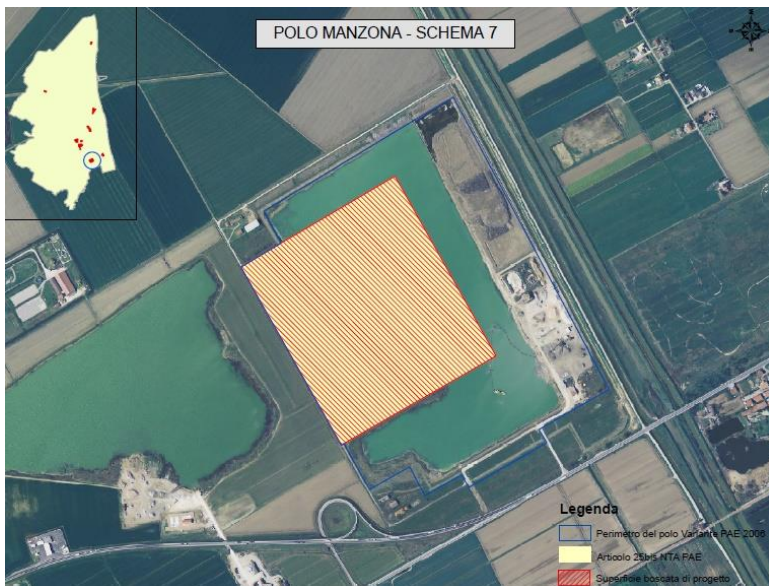 POLO MANZONA - SCHEMA 7
Legenda
Perimetro del polo Variante PAE 2006
Articolo 25bis NTA PAE
Superficie boscata di progetto